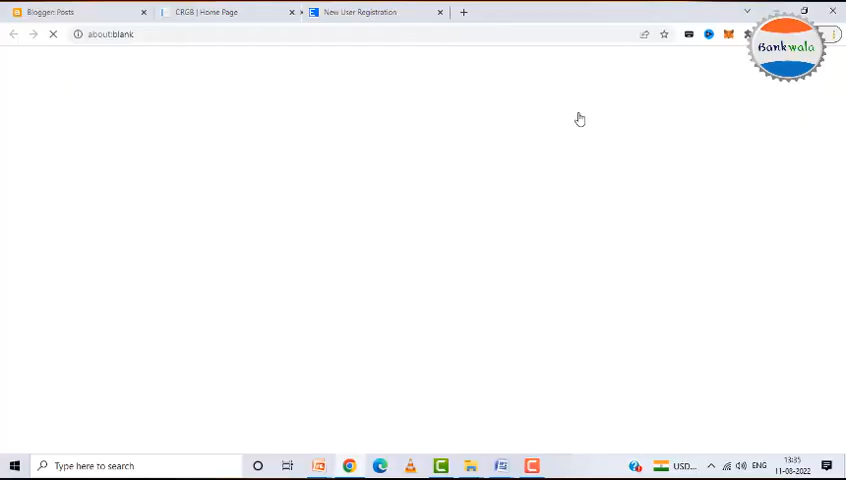 Blogger: Posts
CRGB | Home Page
New User Registration
about:blank
Bankwala
Type here to search
USD...
ENG
13:35
11-08-2022